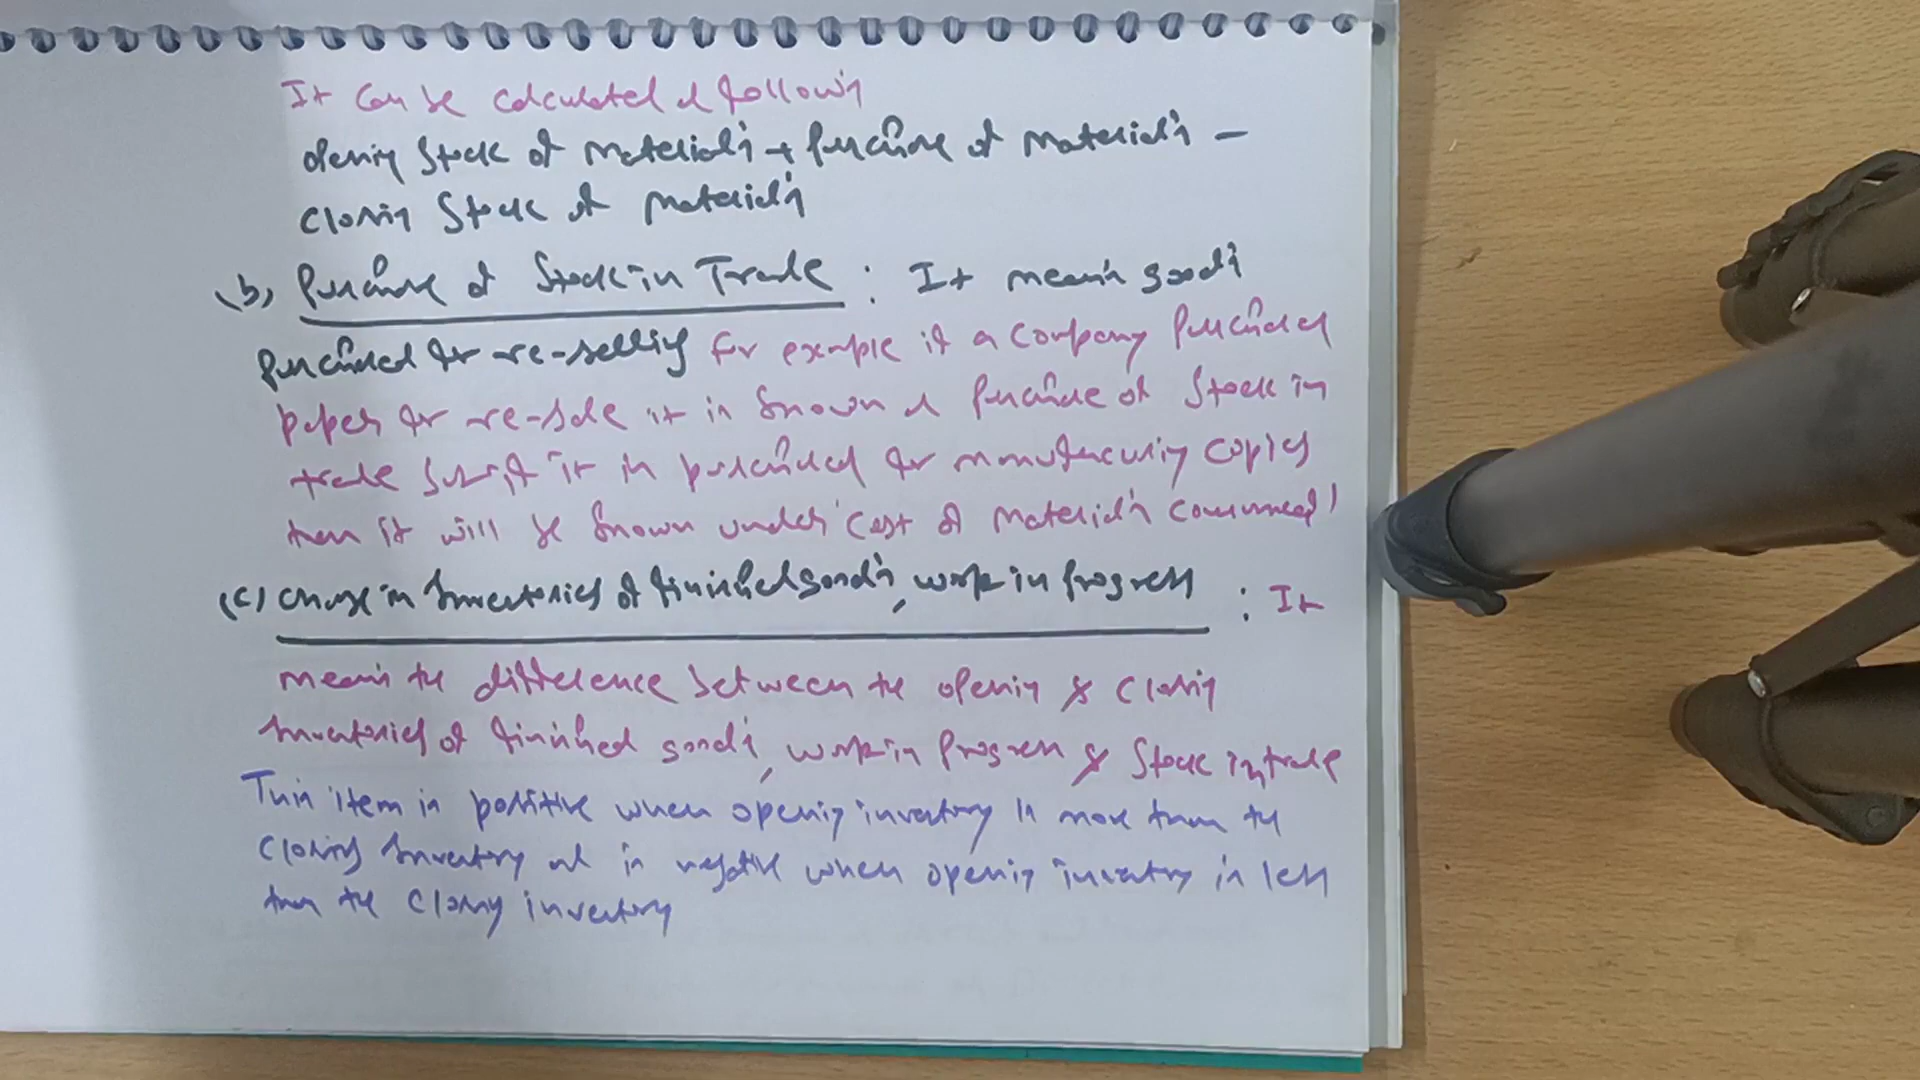 It can be calculated as follows
opening stock of materials + purchase of materials -
closing stock of materials
(b) Purchase of Stock in Trade : It means goods
purchased for re-selling for example if a company purchased
paper for re-sale it is known as purchase of stock in
trade but if it is purchased for manufacturing copies
then it will be known under 'cost of materials consumed'
(c) change in inventories of finished goods, work in progress : It
means the difference between the opening & closing
inventories of finished goods, work in progress & stock in trade
This item is positive when opening inventory is more than the
closing inventory and is negative when opening inventory is less
than the closing inventory